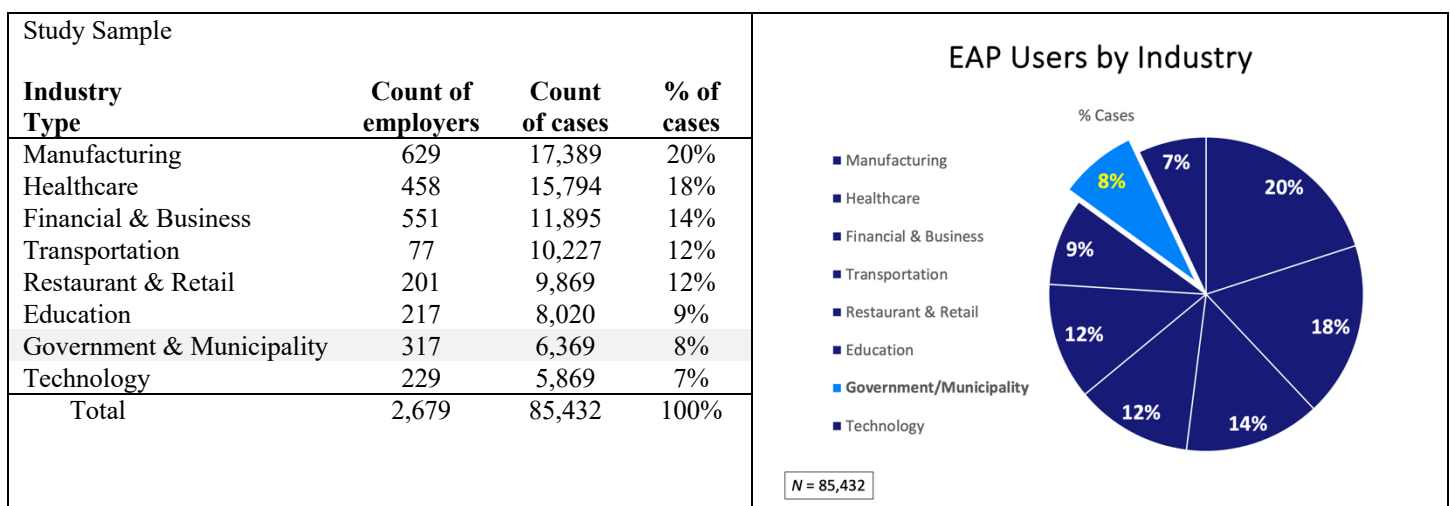 Study Sample
Industry Type Count of employers Count of cases % of cases
Manufacturing 629 17,389 20%
Healthcare 458 15,794 18%
Financial & Business 551 11,895 14%
Transportation 77 10,227 12%
Restaurant & Retail 201 9,869 12%
Education 217 8,020 9%
Government & Municipality 317 6,369 8%
Technology 229 5,869 7%
Total 2,679 85,432 100%
EAP Users by Industry
% Cases
Manufacturing
Healthcare
Financial & Business
Transportation
Restaurant & Retail
Education
Government/Municipality
Technology
20%
18%
14%
12%
12%
9%
8%
7%
N = 85,432